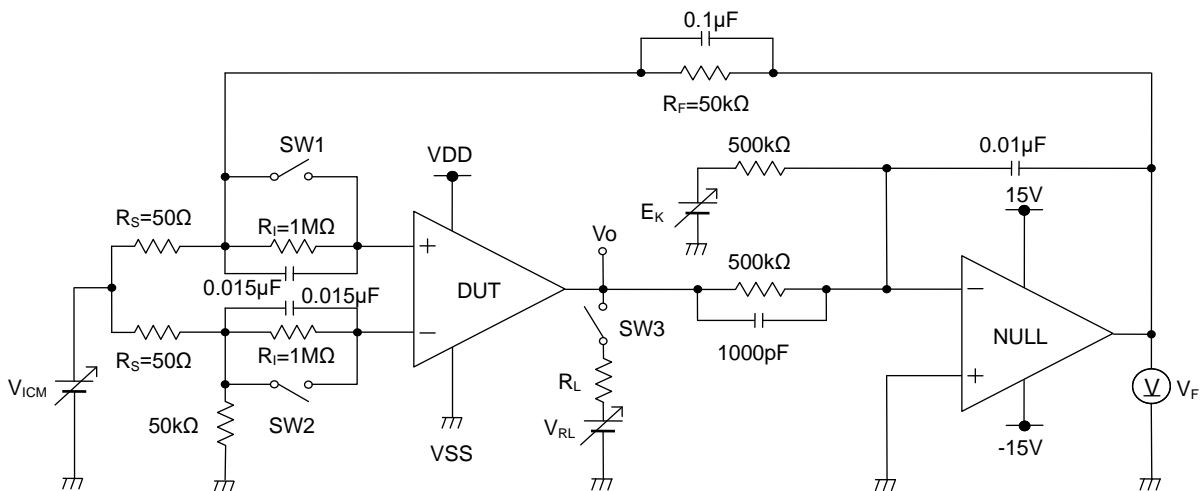 0.1µF
RF=50kΩ
SW1
VDD
500kΩ
0.01µF
15V
EK
RS=50Ω
RI=1MΩ
Vo
500kΩ
+
0.015µF
0.015µF
DUT
−
−
NULL
SW3
1000pF
RS=50Ω
RI=1MΩ
+
V
VF
VICM
RL
50kΩ
SW2
VRL
VSS
-15V